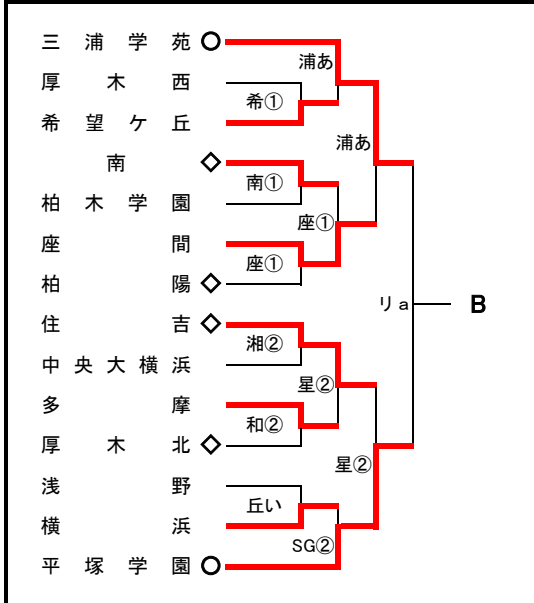 三浦学苑○
浦あ
厚木西
希①
希望ケ丘
浦あ
南◇
南①
柏木学園
座①
座間
座①
柏陽◇
リa
B
住吉◇
湘②
中央大横浜
星②
多摩
和②
厚木北◇
星②
浅野
丘い
横浜
SG②
平塚学園○